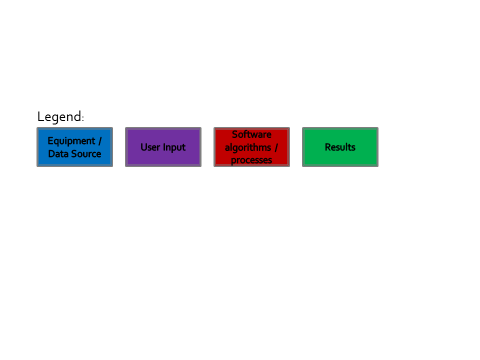 Legend:
Equipment /
Data Source
User Input
Software
algorithms /
processes
Results